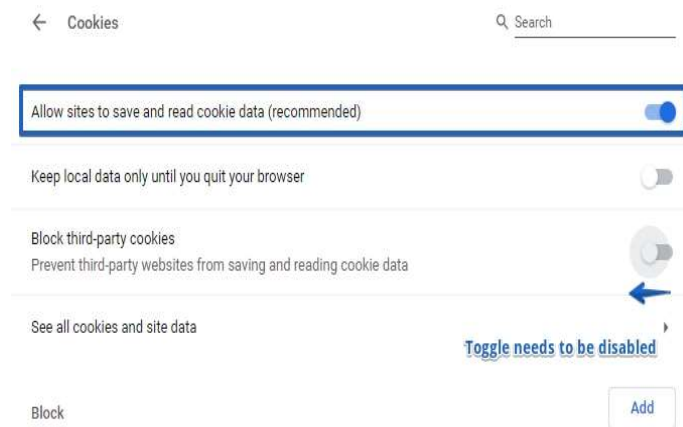 Cookies
Search
Allow sites to save and read cookie data (recommended)
Keep local data only until you quit your browser
Block third-party cookies
Prevent third-party websites from saving and reading cookie data
See all cookies and site data
Toggle needs to be disabled
Block
Add